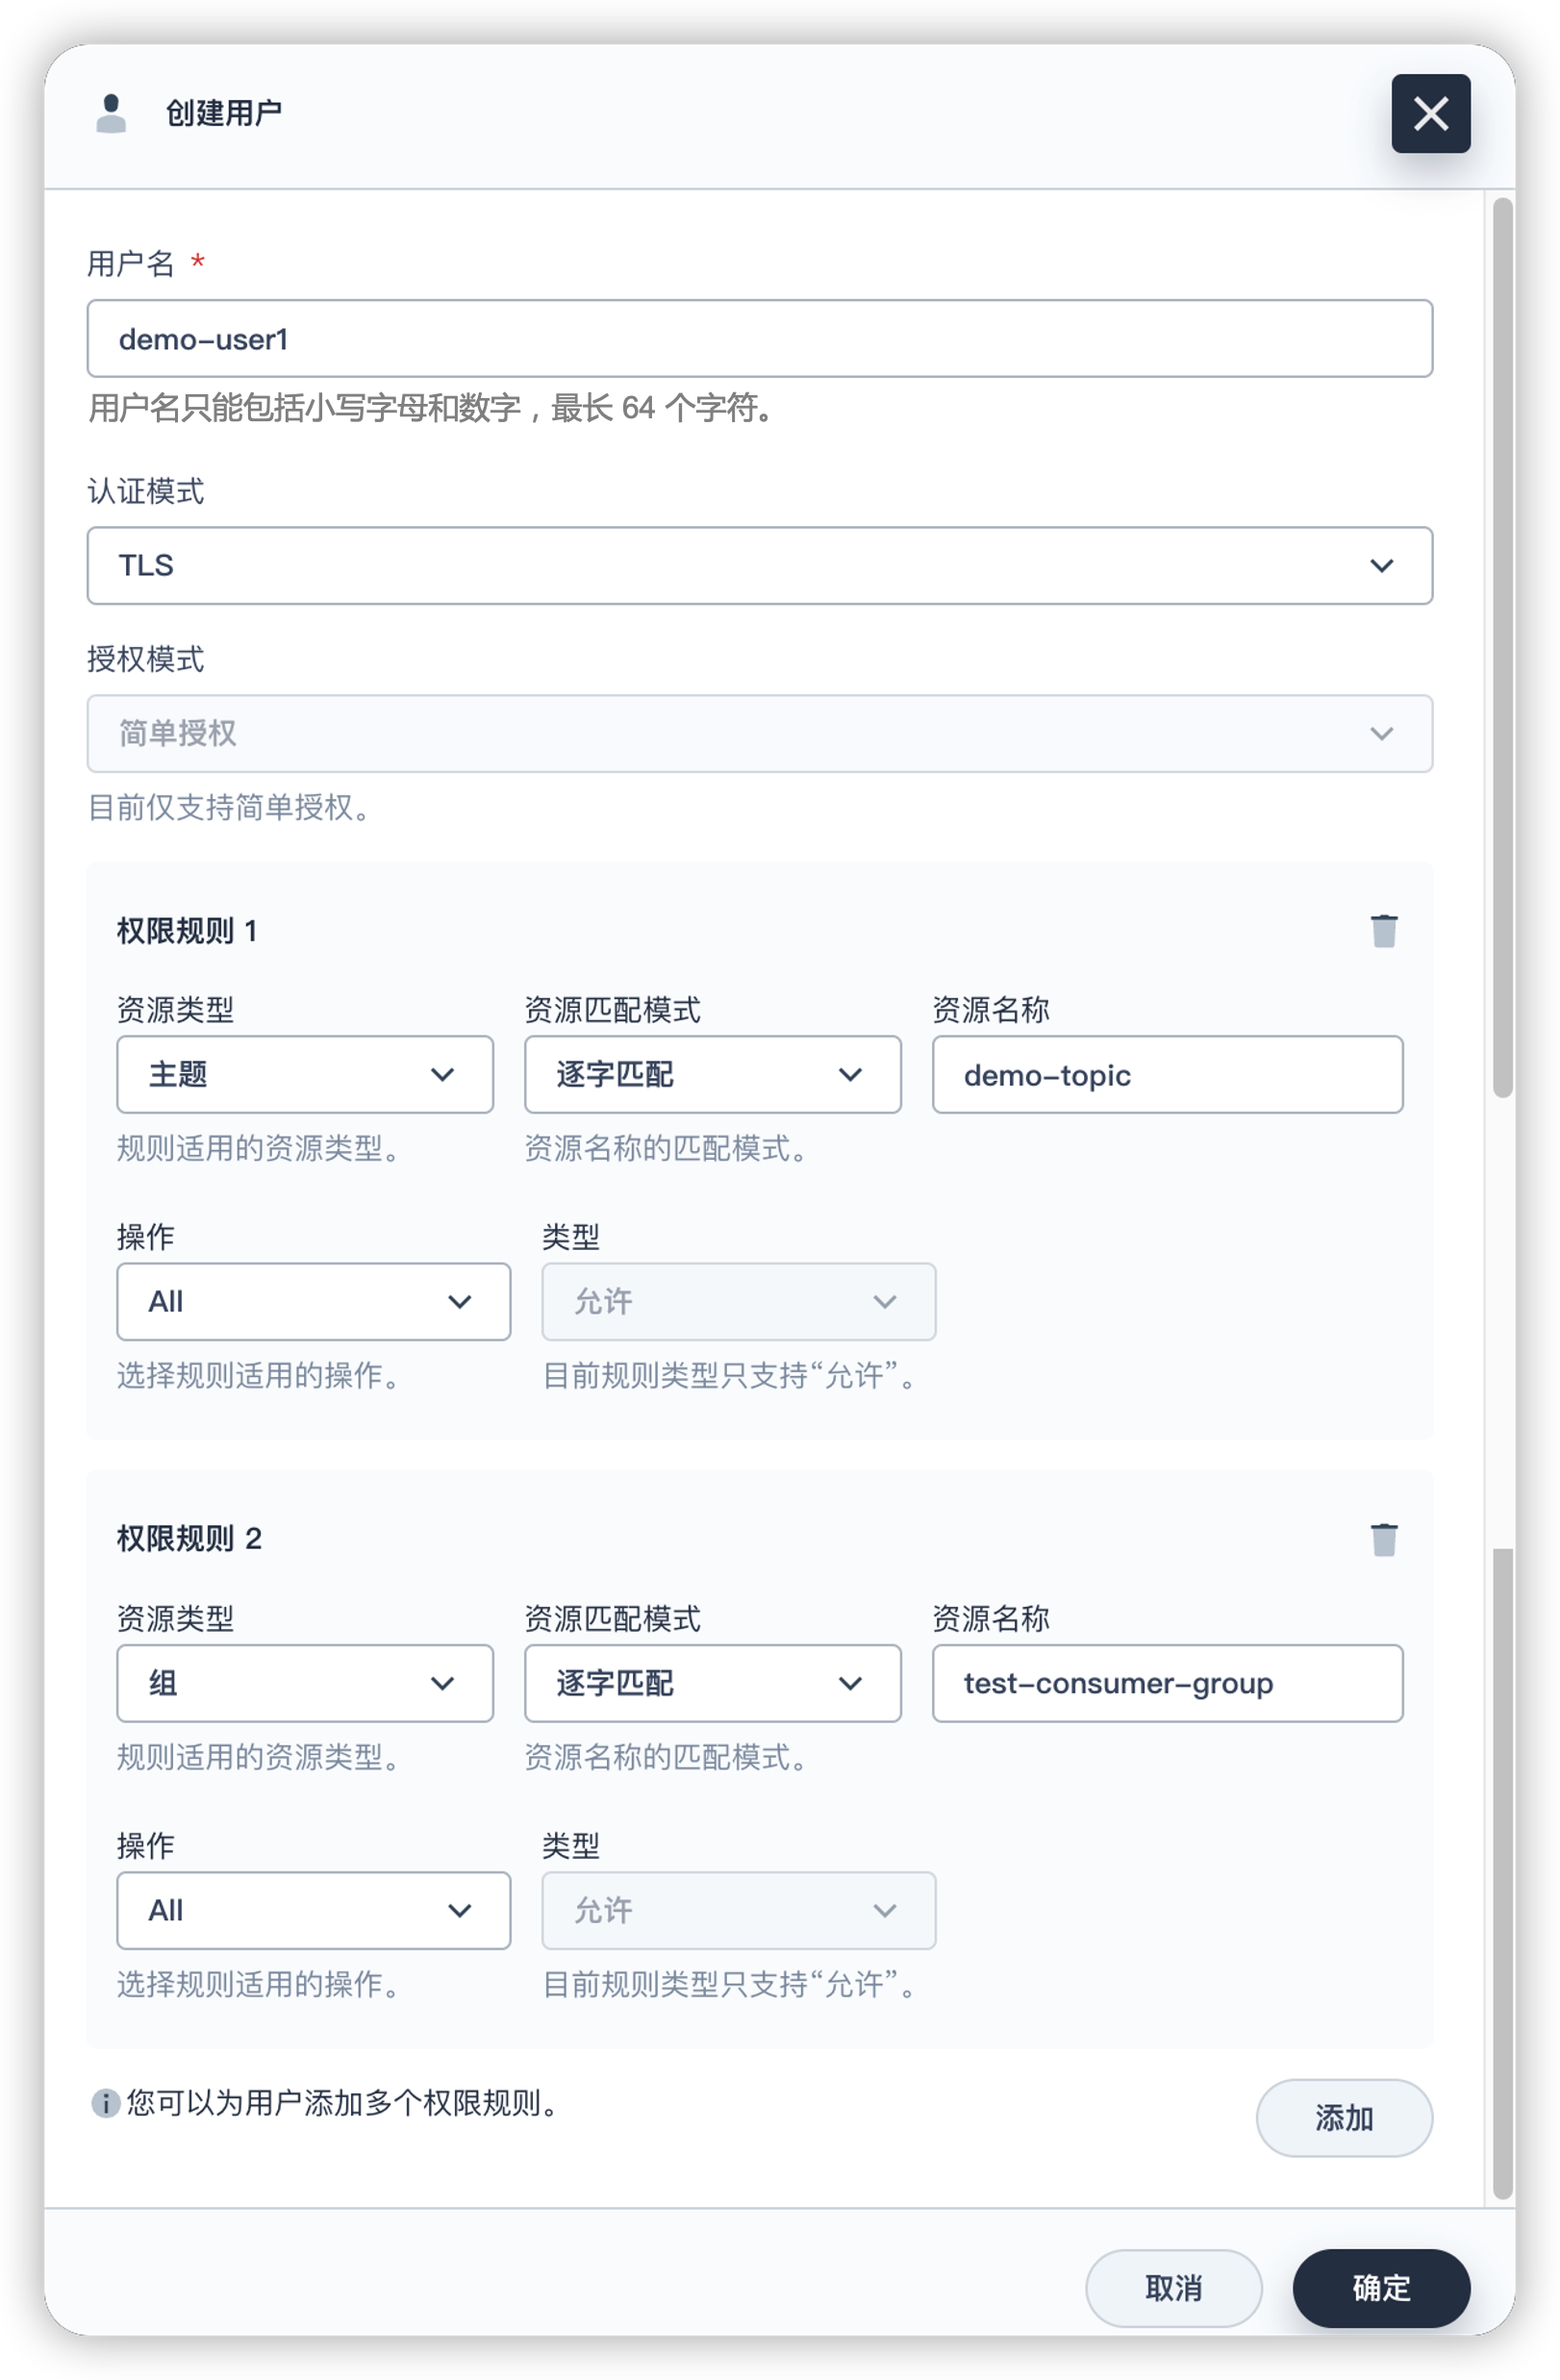 创建用户
用户名 *
demo-user1
用户名只能包括小写字母和数字，最长 64 个字符。
认证模式
TLS
授权模式
简单授权
目前仅支持简单授权。
权限规则 1
资源类型 资源匹配模式 资源名称
主题 逐字匹配 demo-topic
规则适用的资源类型。 资源名称的匹配模式。
操作 类型
All 允许
选择规则适用的操作。 目前规则类型只支持“允许”。
权限规则 2
资源类型 资源匹配模式 资源名称
组 逐字匹配 test-consumer-group
规则适用的资源类型。 资源名称的匹配模式。
操作 类型
All 允许
选择规则适用的操作。 目前规则类型只支持“允许”。
您可以为用户添加多个权限规则。
添加
取消 确定